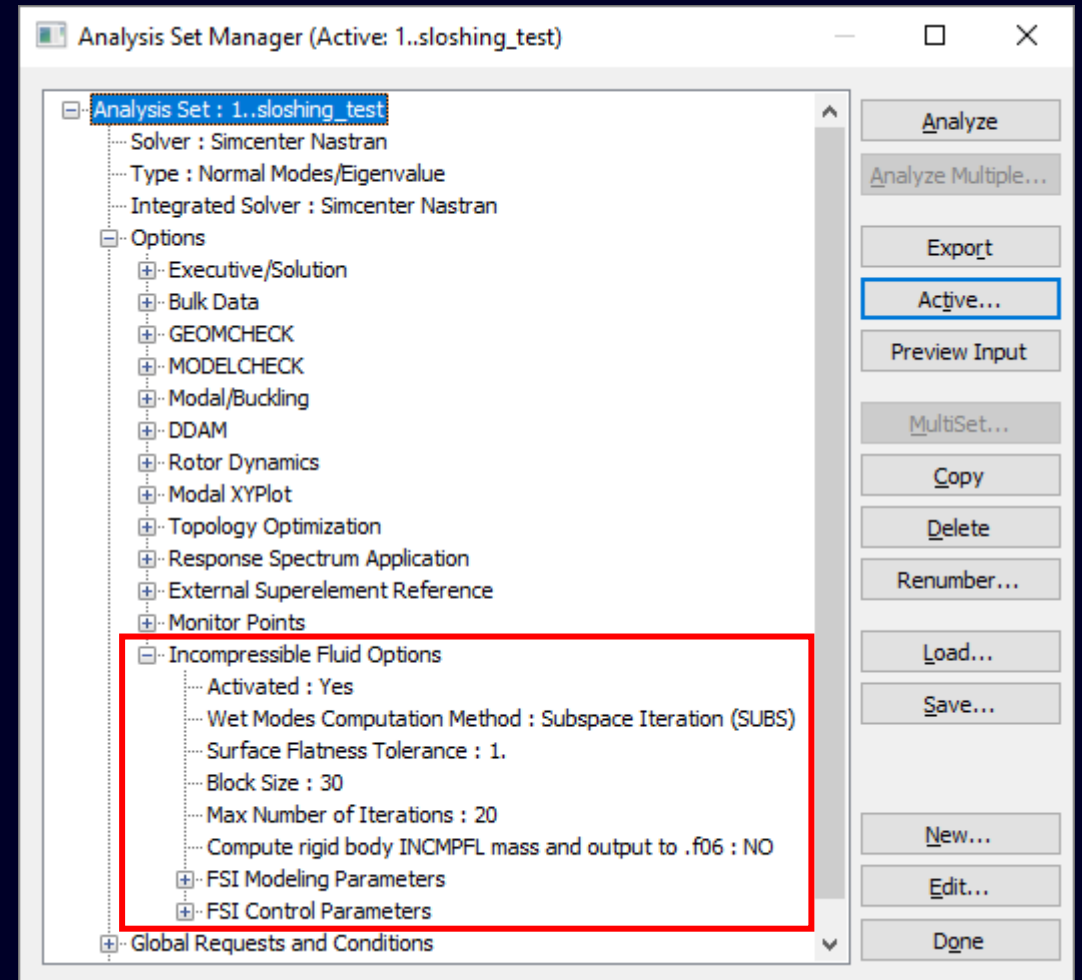 Analysis Set Manager (Active: 1..sloshing_test)
Analysis Set : 1..sloshing_test
Solver : Simcenter Nastran
Type : Normal Modes/Eigenvalue
Integrated Solver : Simcenter Nastran
Options
Executive/Solution
Bulk Data
GEOMCHECK
MODELCHECK
Modal/Buckling
DDAM
Rotor Dynamics
Modal XYPlot
Topology Optimization
Response Spectrum Application
External Superelement Reference
Monitor Points
Incompressible Fluid Options
Activated : Yes
Wet Modes Computation Method : Subspace Iteration (SUBS)
Surface Flatness Tolerance : 1.
Block Size : 30
Max Number of Iterations : 20
Compute rigid body INCMPFL mass and output to .f06 : NO
FSI Modeling Parameters
FSI Control Parameters
Global Requests and Conditions
Analyze
Analyze Multiple...
Export
Active...
Preview Input
MultiSet...
Copy
Delete
Renumber...
Load...
Save...
New...
Edit...
Done